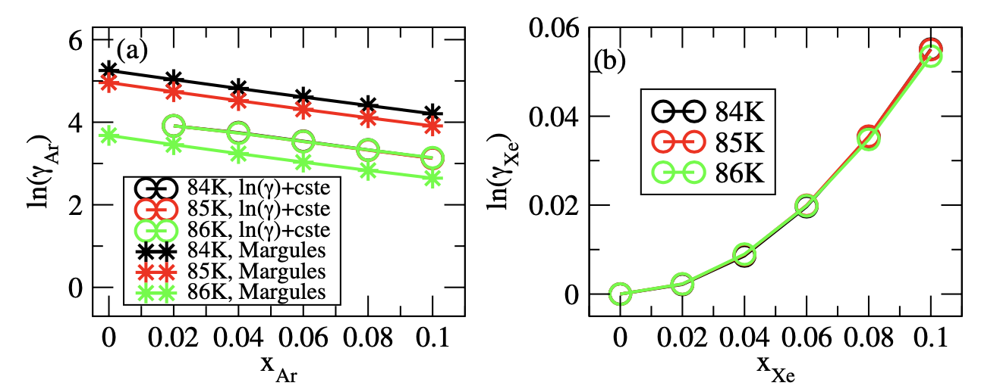 (a)
6
4
2
0
ln(γAr)
84K, ln(γ)+cste
85K, ln(γ)+cste
86K, ln(γ)+cste
84K, Margules
85K, Margules
86K, Margules
0 0.02 0.04 0.06 0.08 0.1
xAr
(b)
0.06
0.04
0.02
0
ln(γXe)
84K
85K
86K
0 0.02 0.04 0.06 0.08 0.1
xXe